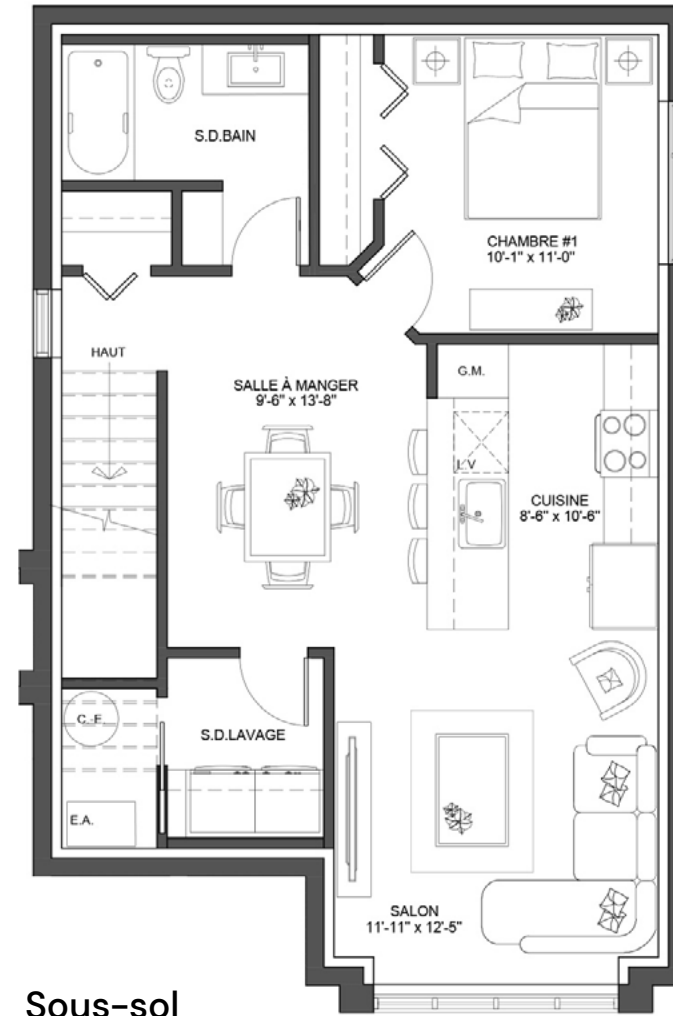 S.D.BAIN
CHAMBRE #1
10'-1" x 11'-0"
HAUT
G.M.
SALLE À MANGER
9'-6" x 13'-8"
L.V
CUISINE
8'-6" x 10'-6"
C.-E.
S.D.LAVAGE
E.A.
SALON
11'-11" x 12'-5"
Sous-sol